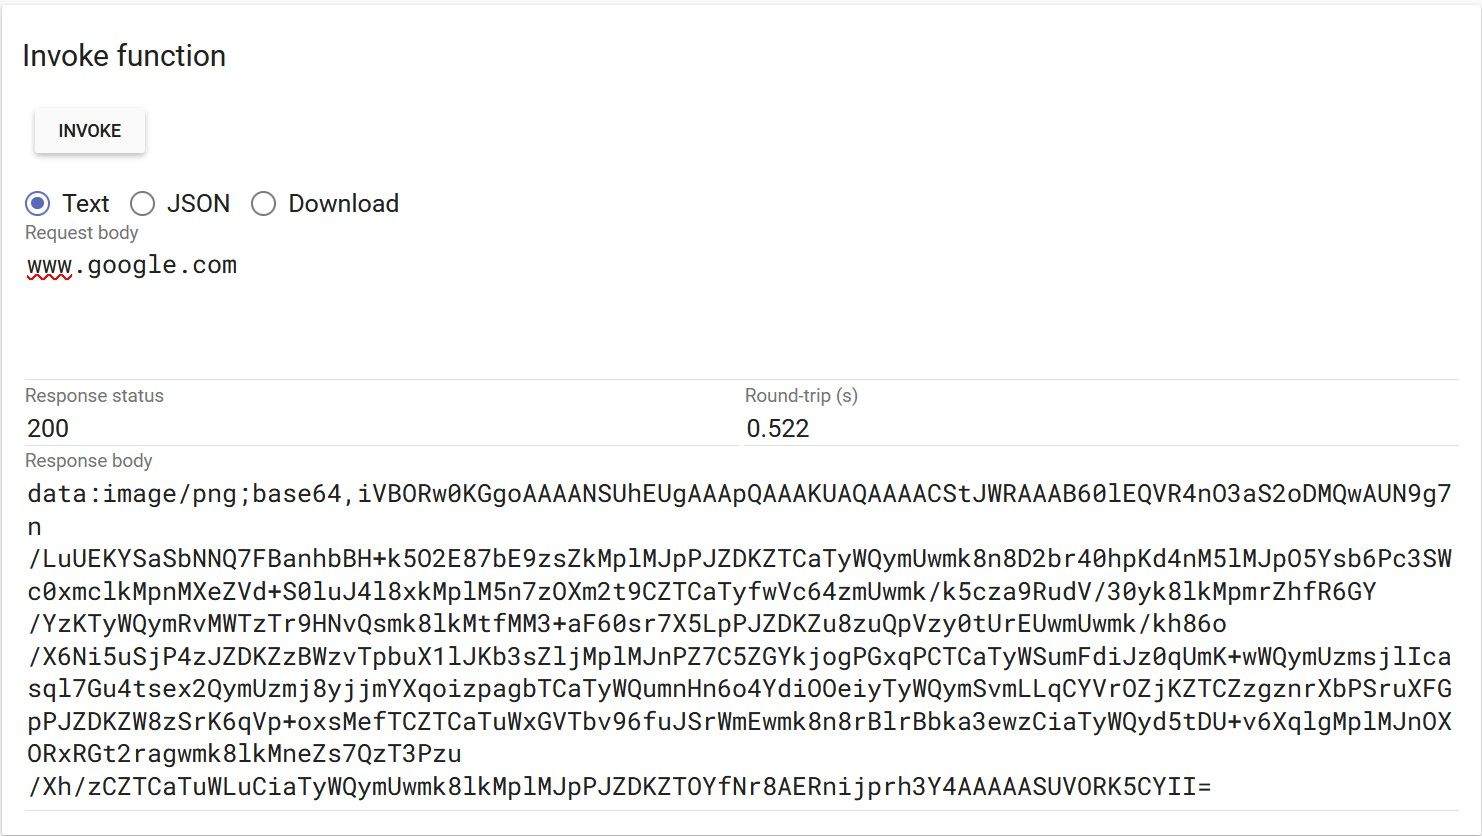 Invoke function
INVOKE
Text JSON Download
Request body
www.google.com
Response status Round-trip (s)
200 0.522
Response body
data:image/png;base64,iVBORw0KGgoAAAANSUhEUgAAApQAAAKUAQAAAACStJWRAAAB60lEQVR4nO3aS2oDMQwAUN9g7
n
/LuUEKYSaSbNNQ7FBanhbBH+k5O2E87bE9zsZkMplMJpPJZDKZTCaTyWQymUwmk8n8D2br40hpKd4nM5lMJpO5Ysb6Pc3SW
c0xmclkMpnMXeZVd+S0luJ4l8xkMplM5n7zOXm2t9CZTCaTyfwVc64zmUwmk/k5cza9RudV/30yk8lkMpmrZhfR6GY
/YzKTyWQymRvMWTzTr9HNvQsmk8lkMtfMM3+aF60sr7X5LpPJZDKZu8zuQpVzy0tUrEUwmUwmk/kh86o
/X6Ni5uSjP4zJZDKZzBWzvTpbuX1lJKb3sZljMplMJnPZ7C5ZGYkjogPGxqPCTCaTyWSumFdiJz0qUmK+wWQymUzmsjlIca
sql7Gu4tsex2QymUzmj8yjjmYXqoizpagbTCaTyWQumnHn6o4YdiOOeiyTyWQymSvmLLqCYVrOZjKZTCZzgznrXbPSruXFG
pPJZDKZW8zSrK6qVp+oxsMefTCZTCaTuWxGVTbv96fuJSrWmEwmk8n8rBlrBbka3ewzCiaTyWQyd5tDU+v6XqlgMplMJnOX
ORxRGt2ragwmk8lkMneZs7QzT3Pzu
/Xh/zCZTCaTuWLuCiaTyWQymUwmk8lkMplMJpPJZDKZTOYfNr8AERnijprh3Y4AAAAASUVORK5CYII=